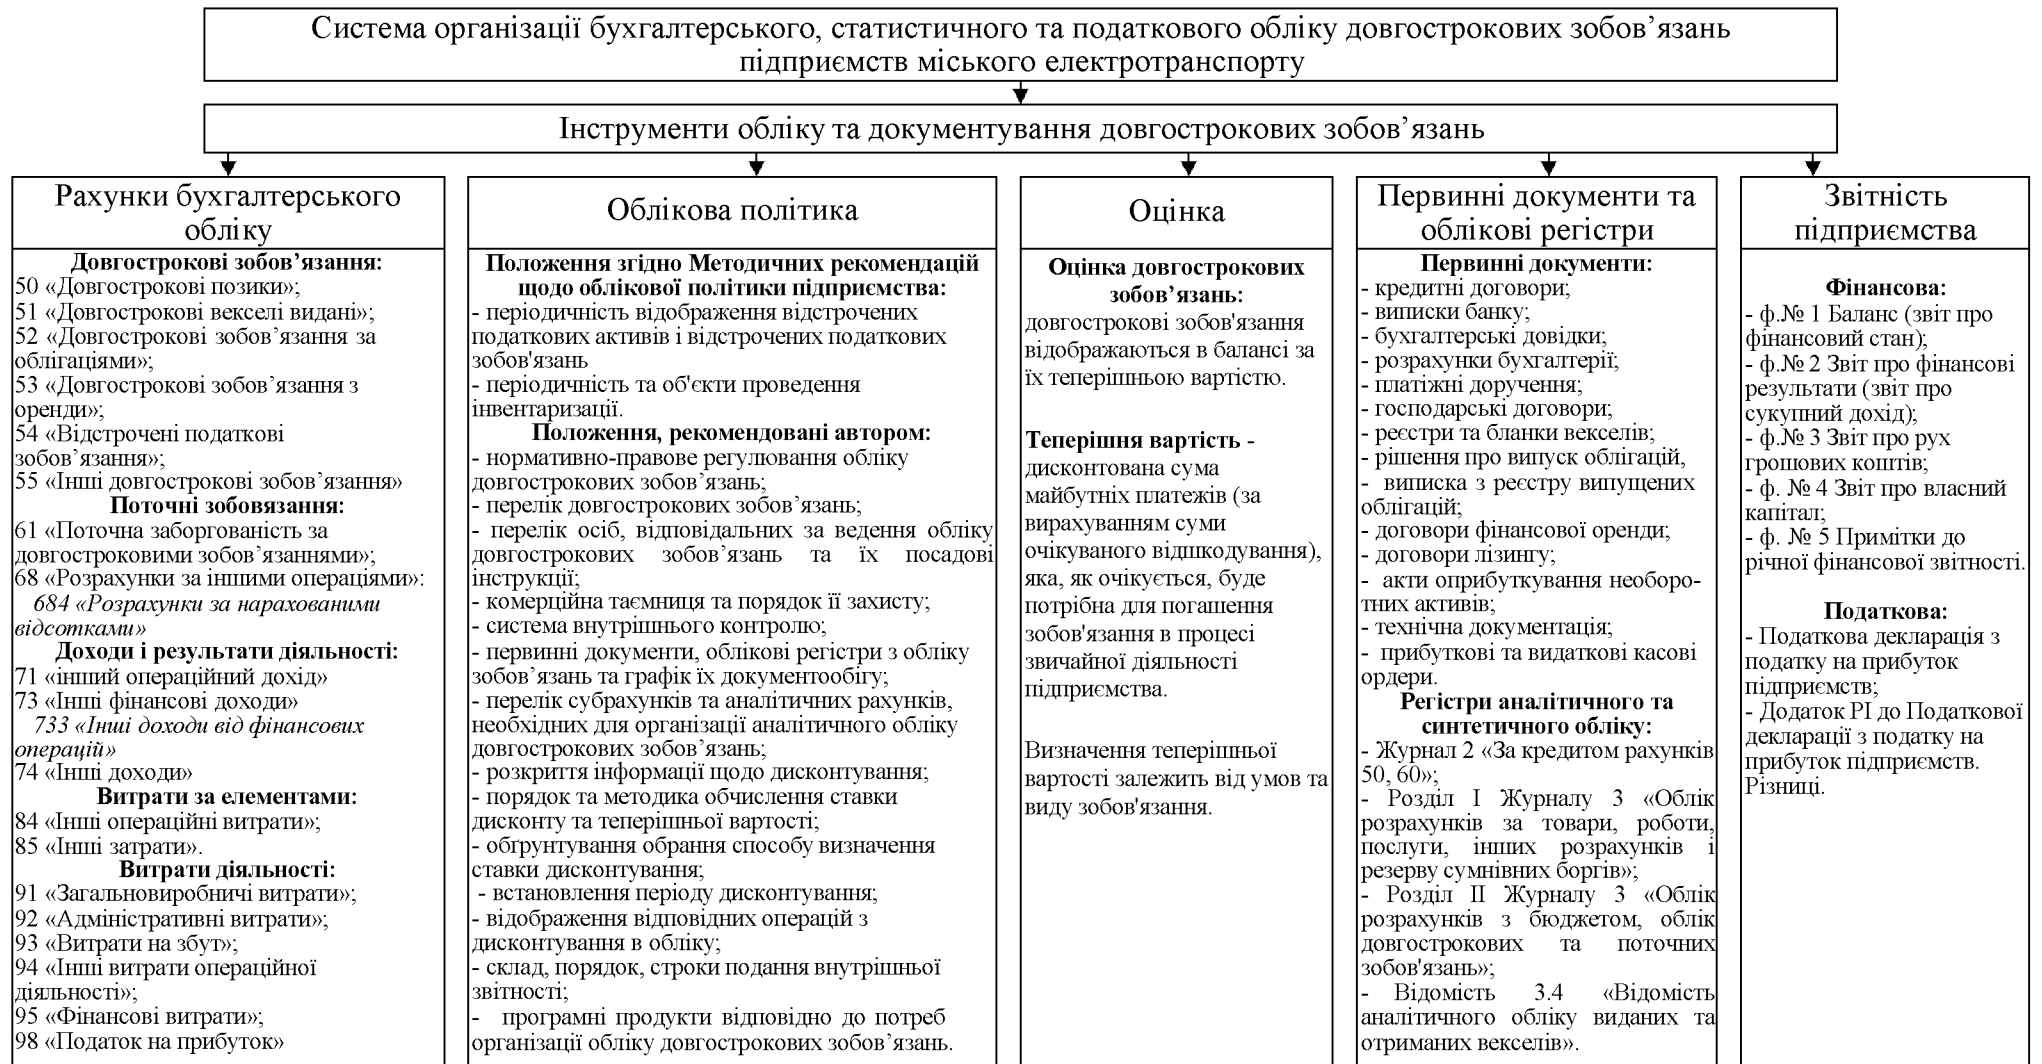 Система організації бухгалтерського, статистичного та податкового обліку довгострокових зобов’язань
підприємств міського електротранспорту
Інструменти обліку та документування довгострокових зобов’язань
Рахунки бухгалтерського
обліку
Довгострокові зобов’язання:
50 «Довгострокові позики»;
51 «Довгострокові векселі видані»;
52 «Довгострокові зобов’язання за
облігаціями»;
53 «Довгострокові зобов’язання з
оренди»;
54 «Відстрочені податкові
зобов’язання»;
55 «Інші довгострокові зобов’язання»
Поточні зобовязання:
61 «Поточна заборгованість за
довгостроковими зобов’язаннями»;
68 «Розрахунки за іншими операціями»:
684 «Розрахунки за нарахованими
відсотками»
Доходи і результати діяльності:
71 «інший операційний дохід»
73 «Інші фінансові доходи»
733 «Інші доходи від фінансових
операцій»
74 «Інші доходи»
Витрати за елементами:
84 «Інші операційні витрати»;
85 «Інші затрати».
Витрати діяльності:
91 «Загальновиробничі витрати»;
92 «Адміністративні витрати»;
93 «Витрати на збут»;
94 «Інші витрати операційної
діяльності»;
95 «Фінансові витрати»;
98 «Податок на прибуток»
Облікова політика
Положення згідно Методичних рекомендацій
щодо облікової політики підприємства:
- періодичність відображення відстрочених
податкових активів і відстрочених податкових
зобов'язань
- періодичність та об'єкти проведення
інвентаризації.
Положення, рекомендовані автором:
- нормативно-правове регулювання обліку
довгострокових зобов’язань;
- перелік довгострокових зобов’язань;
- перелік осіб, відповідальних за ведення обліку
довгострокових зобов’язань та їх посадові
інструкції;
- комерційна таємниця та порядок її захисту;
- система внутрішнього контролю;
- первинні документи, облікові регістри з обліку
зобов’язань та графік їх документообігу;
- перелік субрахунків та аналітичних рахунків,
необхідних для організації аналітичного обліку
довгострокових зобов’язань;
- розкриття інформації щодо дисконтування;
- порядок та методика обчислення ставки
дисконту та теперішньої вартості;
- обґрунтування обрання способу визначення
ставки дисконтування;
- встановлення періоду дисконтування;
- відображення відповідних операцій з
дисконтування в обліку;
- склад, порядок, строки подання внутрішньої
звітності;
- програмні продукти відповідно до потреб
організації обліку довгострокових зобов’язань.
Оцінка
Оцінка довгострокових
зобов’язань:
довгострокові зобов'язання
відображаються в балансі за
їх теперішньою вартістю.
Теперішня вартість -
дисконтована сума
майбутніх платежів (за
вирахуванням суми
очікуваного відшкодування),
яка, як очікується, буде
потрібна для погашення
зобов'язання в процесі
звичайної діяльності
підприємства.
Визначення теперішньої
вартості залежить від умов та
виду зобов'язання.
Первинні документи та
облікові регістри
Первинні документи:
- кредитні договори;
- виписки банку;
- бухгалтерські довідки;
- розрахунки бухгалтерії;
- платіжні доручення;
- господарські договори;
- реєстри та бланки векселів;
- рішення про випуск облігацій,
- виписка з реєстру випущених
облігацій;
- договори фінансової оренди;
- договори лізингу;
- акти оприбуткування необоро-
тних активів;
- технічна документація;
- прибуткові та видаткові касові
ордери.
Регістри аналітичного та
синтетичного обліку:
- Журнал 2 «За кредитом рахунків
50, 60»;
- Розділ І Журналу 3 «Облік
розрахунків за товари, роботи,
послуги, інших розрахунків і
резерву сумнівних боргів»;
- Розділ ІІ Журналу 3 «Облік
розрахунків з бюджетом, облік
довгострокових та поточних
зобов'язань»;
- Відомість 3.4 «Відомість
аналітичного обліку виданих та
отриманих векселів».
Звітність
підприємства
Фінансова:
- ф.№ 1 Баланс (звіт про
фінансовий стан);
- ф.№ 2 Звіт про фінансові
результати (звіт про
сукупний дохід);
- ф.№ 3 Звіт про рух
грошових коштів;
- ф. № 4 Звіт про власний
капітал;
- ф. № 5 Примітки до
річної фінансової звітності.
Податкова:
- Податкова декларація з
податку на прибуток
підприємств;
- Додаток РІ до Податкової
декларації з податку на
прибуток підприємств.
Різниці.